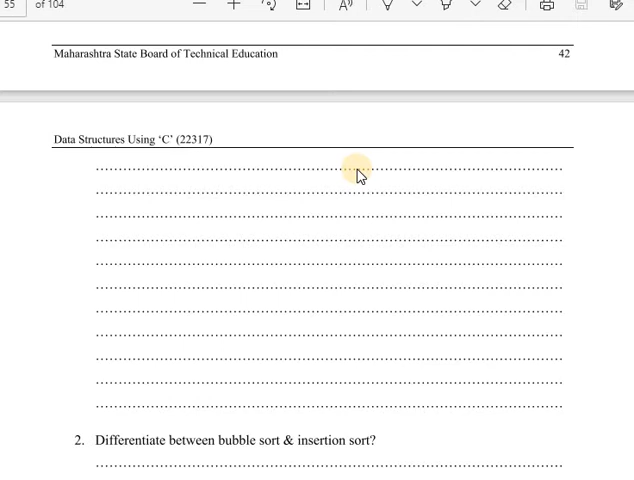 55 of 104
Maharashtra State Board of Technical Education 42
Data Structures Using ‘C’ (22317)
2. Differentiate between bubble sort & insertion sort?